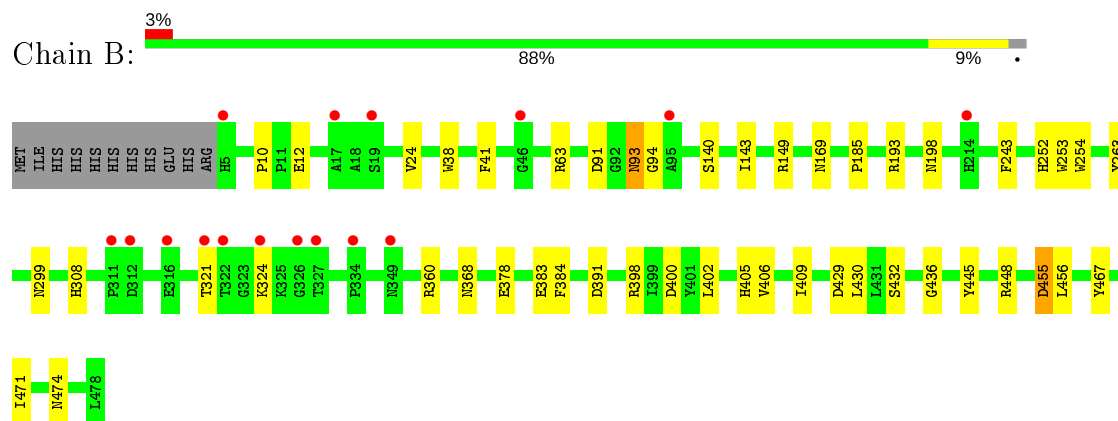 3%
Chain B:
88% 9%
MET ILE HIS HIS HIS HIS HIS HIS GLU HIS ARG H5 P10 P11 E12 A17 A18 S19 V24 W38 F41 G46 R63 D91 G92 N93 G94 A95 S140 I143 R149 N169 P185 R193 N198 H214 F243 H252 W253 W254
N299 H308 P311 D312 E316 T321 T322 G323 K324 K325 G326 T327 P334 N349 R360 N368 E378 E383 F384 D391 R398 I399 D400 Y401 L402 H405 V406 I409 D429 L430 L431 S432 G436 Y445 R448 D455 L456 Y467
I471 N474 L478